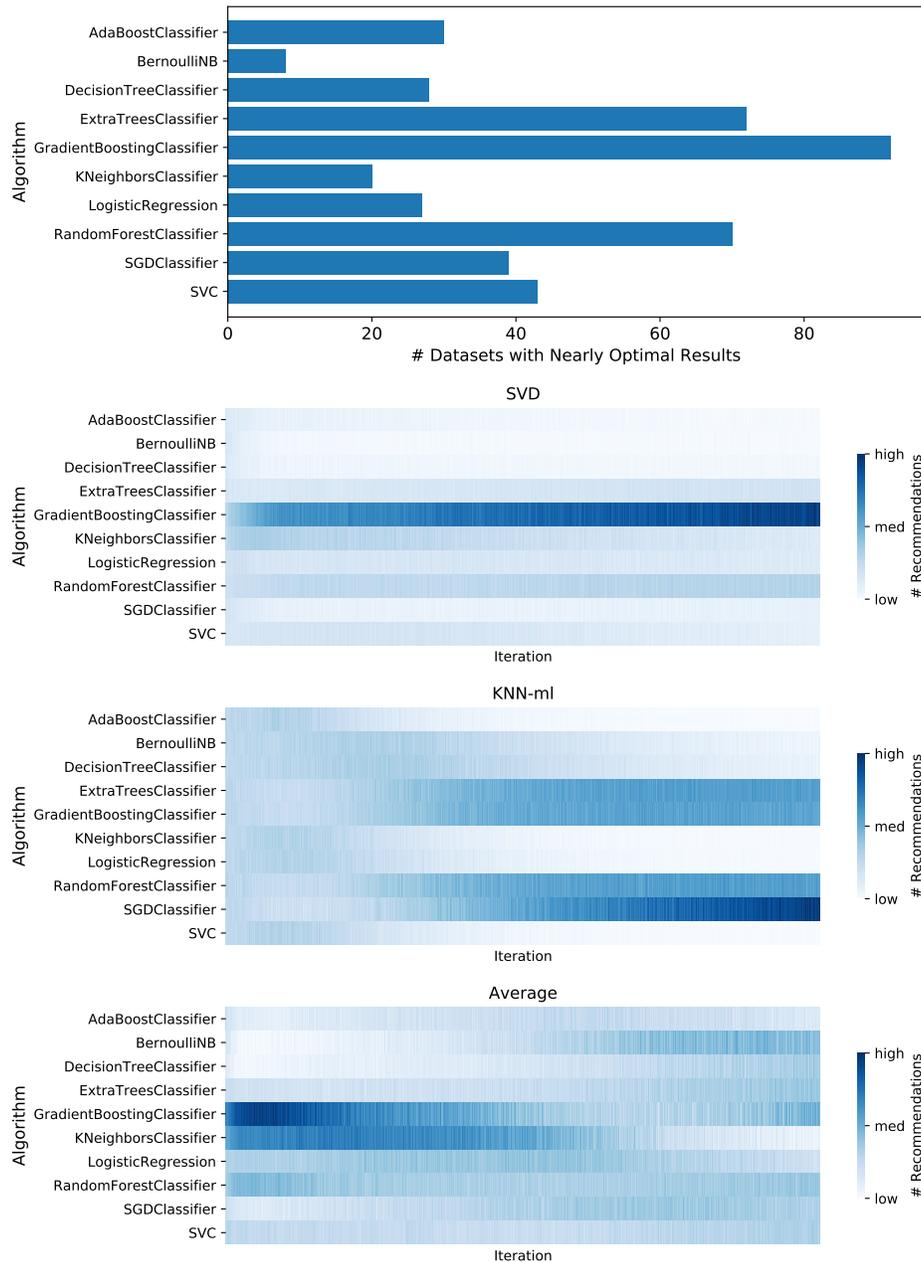 Algorithm
AdaBoostClassifier
BernoulliNB
DecisionTreeClassifier
ExtraTreesClassifier
GradientBoostingClassifier
KNeighborsClassifier
LogisticRegression
RandomForestClassifier
SGDClassifier
SVC
0 20 40 60 80
# Datasets with Nearly Optimal Results
SVD
Algorithm
AdaBoostClassifier
BernoulliNB
DecisionTreeClassifier
ExtraTreesClassifier
GradientBoostingClassifier
KNeighborsClassifier
LogisticRegression
RandomForestClassifier
SGDClassifier
SVC
Iteration
high
med
low
# Recommendations
KNN-ml
Algorithm
AdaBoostClassifier
BernoulliNB
DecisionTreeClassifier
ExtraTreesClassifier
GradientBoostingClassifier
KNeighborsClassifier
LogisticRegression
RandomForestClassifier
SGDClassifier
SVC
Iteration
high
med
low
# Recommendations
Average
Algorithm
AdaBoostClassifier
BernoulliNB
DecisionTreeClassifier
ExtraTreesClassifier
GradientBoostingClassifier
KNeighborsClassifier
LogisticRegression
RandomForestClassifier
SGDClassifier
SVC
Iteration
high
med
low
# Recommendations